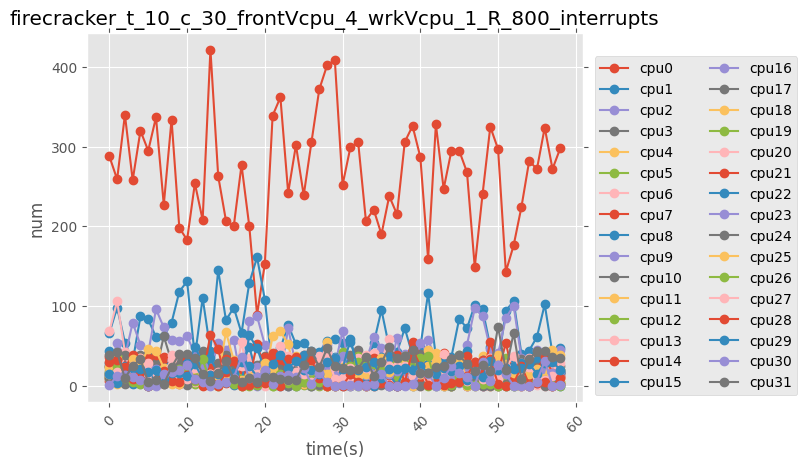 firecracker_t_10_c_30_frontVcpu_4_wrkVcpu_1_R_800_interrupts
400
300
200
100
0
num
0
10
20
30
40
50
60
time(s)
cpu0
cpu1
cpu2
cpu3
cpu4
cpu5
cpu6
cpu7
cpu8
cpu9
cpu10
cpu11
cpu12
cpu13
cpu14
cpu15
cpu16
cpu17
cpu18
cpu19
cpu20
cpu21
cpu22
cpu23
cpu24
cpu25
cpu26
cpu27
cpu28
cpu29
cpu30
cpu31